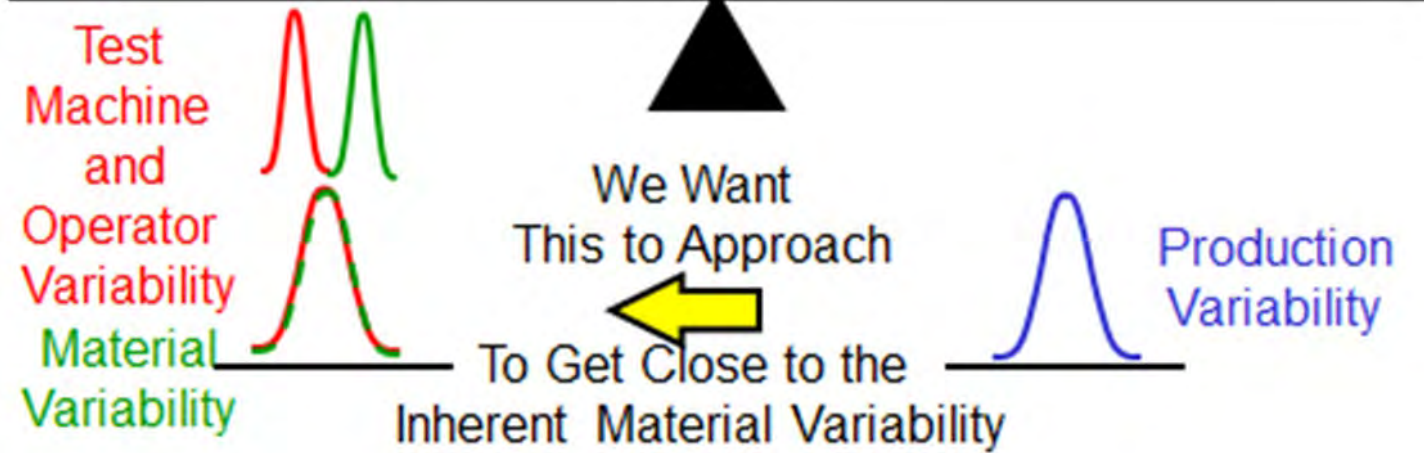 Test
Machine
and
Operator
Variability
Material
Variability
We Want
This to Approach
To Get Close to the
Inherent Material Variability
Production
Variability